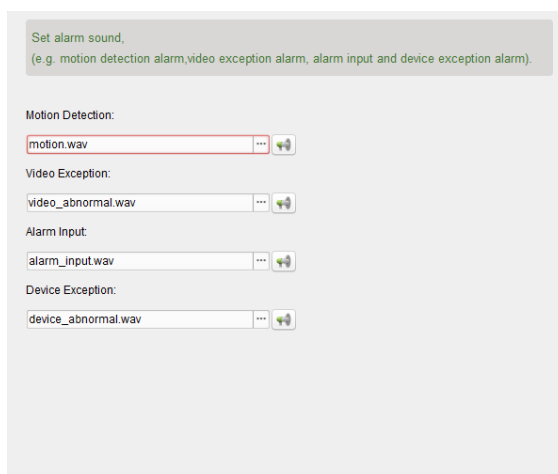 Set alarm sound,
(e.g. motion detection alarm,video exception alarm, alarm input and device exception alarm).
Motion Detection:
motion.wav ...
Video Exception:
video_abnormal.wav ...
Alarm Input:
alarm_input.wav ...
Device Exception:
device_abnormal.wav ...